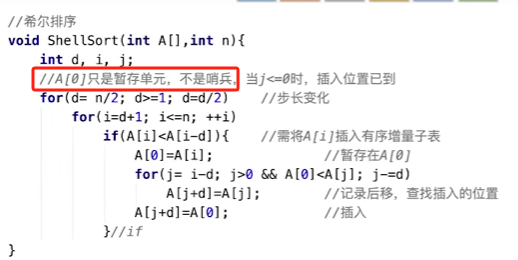 //希尔排序
void ShellSort(int A[],int n){
    int d, i, j;
    //A[0]只是暂存单元，不是哨兵，当j<=0时，插入位置已到
    for(d= n/2; d>=1; d=d/2)    //步长变化
        for(i=d+1; i<=n; ++i)
            if(A[i]<A[i-d]){    //需将A[i]插入有序增量子表
                A[0]=A[i];            //暂存在A[0]
                for(j= i-d; j>0 && A[0]<A[j]; j-=d)
                    A[j+d]=A[j];        //记录后移，查找插入的位置
                A[j+d]=A[0];          //插入
            }//if
}